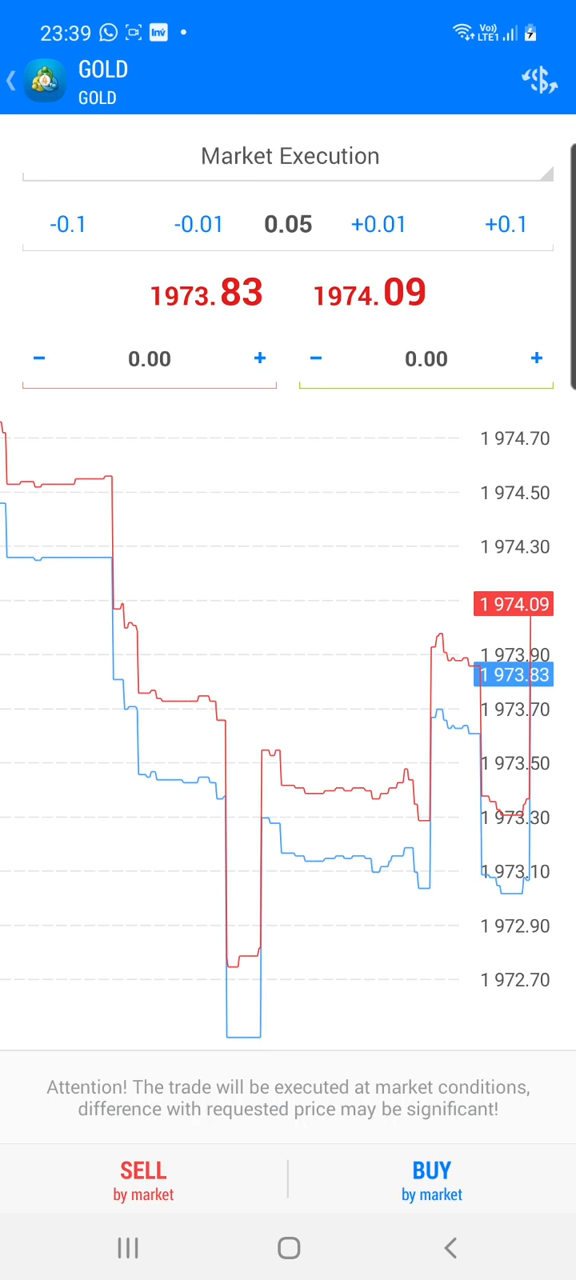 23:39 Inv Vo)) LTE1
GOLD
GOLD
Market Execution
-0.1 -0.01 0.05 +0.01 +0.1
1973.83 1974.09
- 0.00 + - 0.00 +
1 974.70
1 974.50
1 974.30
1 974.09
1 973.90
1 973.83
1 973.70
1 973.50
1 973.30
1 973.10
1 972.90
1 972.70
Attention! The trade will be executed at market conditions,
difference with requested price may be significant!
SELL BUY
by market by market